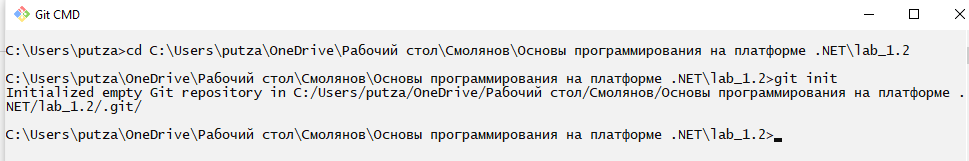 Git CMD
C:\Users\putza>cd C:\Users\putza\OneDrive\Рабочий стол\Смолянов\Основы программирования на платформе .NET\lab_1.2
C:\Users\putza\OneDrive\Рабочий стол\Смолянов\Основы программирования на платформе .NET\lab_1.2>git init
Initialized empty Git repository in C:/Users/putza/OneDrive/Рабочий стол/Смолянов/Основы программирования на платформе .
NET/lab_1.2/.git/
C:\Users\putza\OneDrive\Рабочий стол\Смолянов\Основы программирования на платформе .NET\lab_1.2>